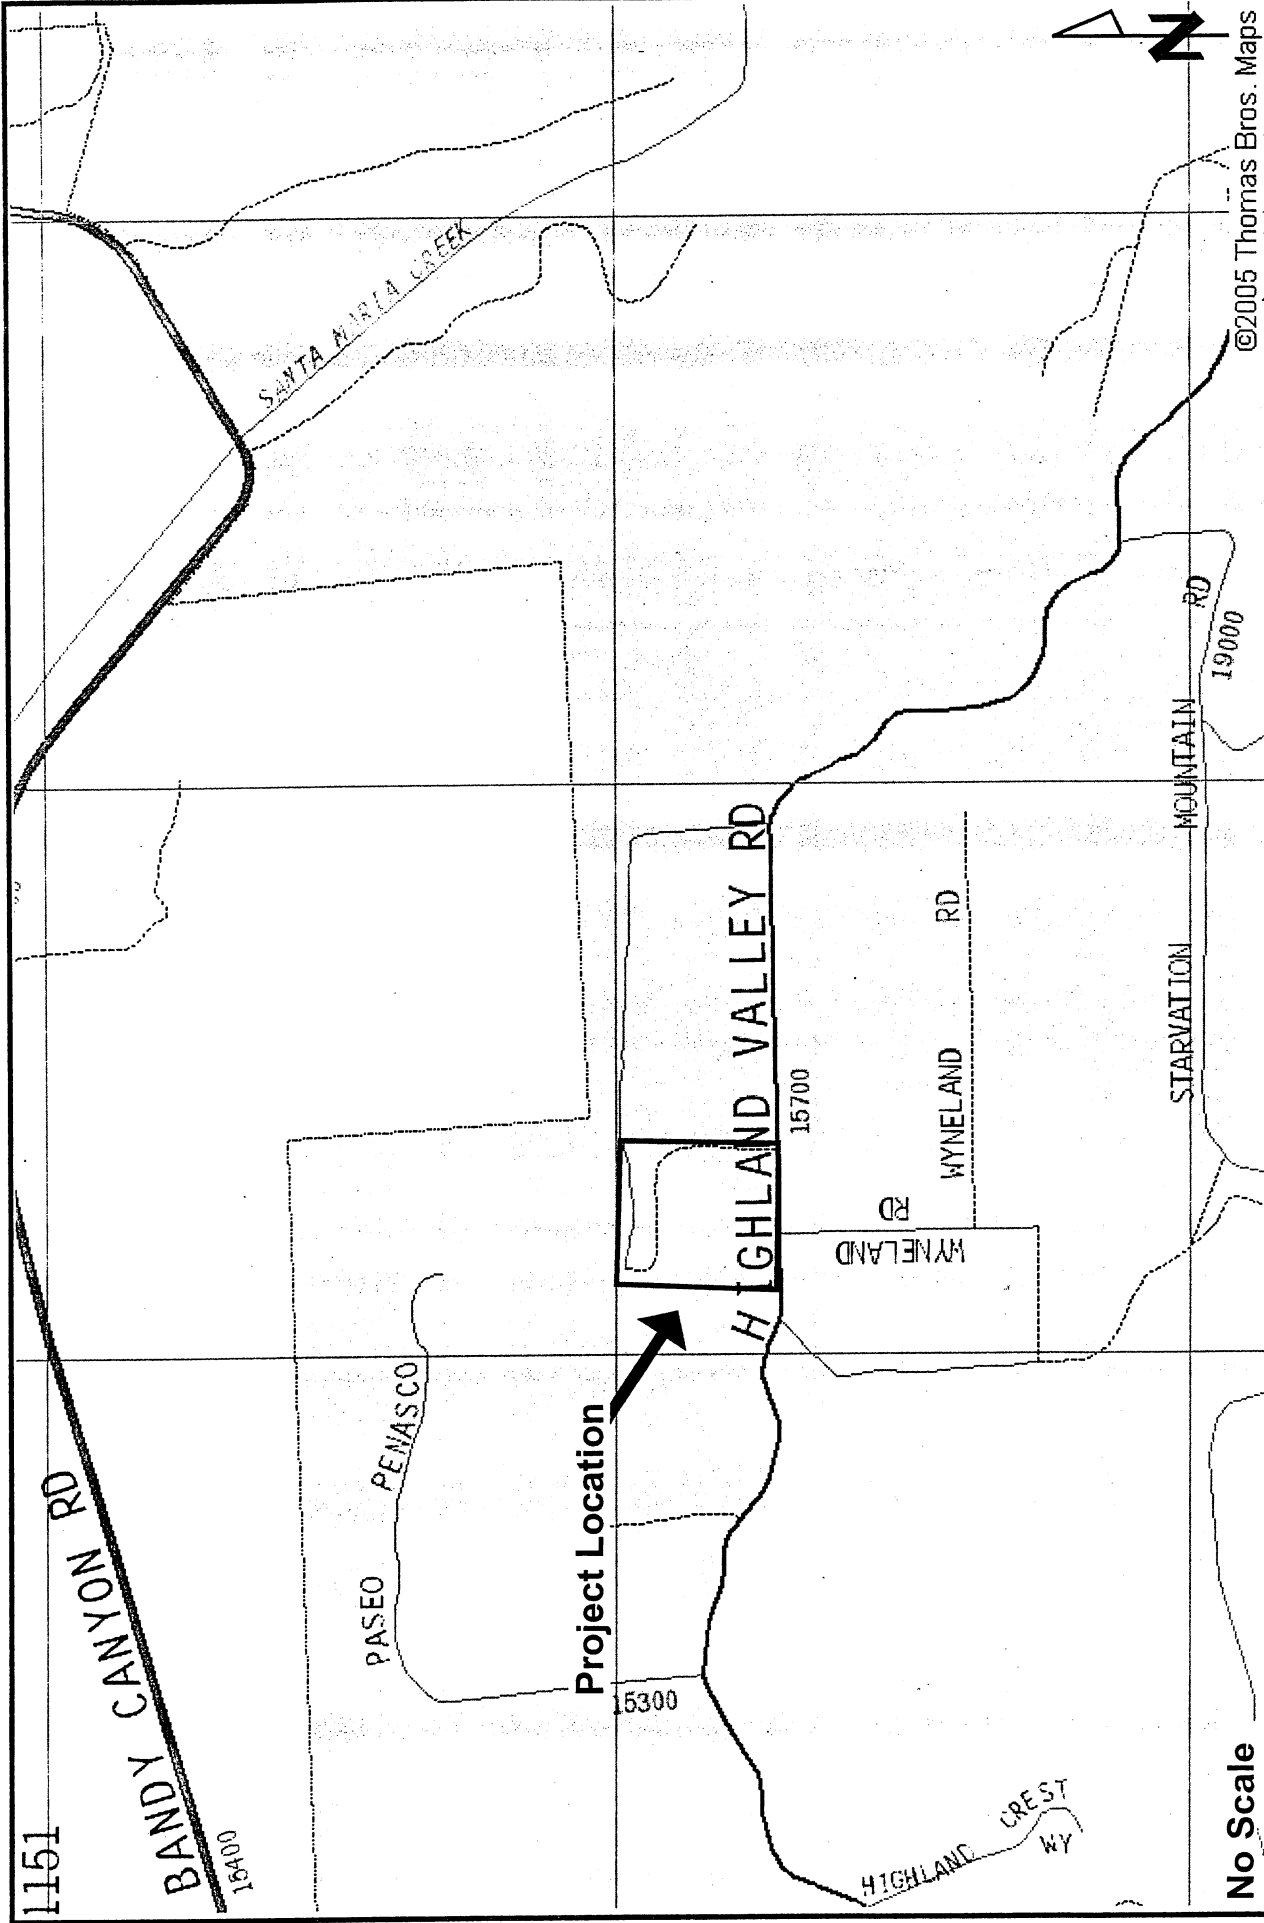 1151
BANDY CANYON RD
15400
SANTA MARIA CREEK
PASEO PENASCO
Project Location
15300
HIGHLAND VALLEY RD
15700
WYNELAND RD
WYNELAND RD
HIGHLAND CREST WY
STARVATION MOUNTAIN RD
19000
No Scale
N
©2005 Thomas Bros. Maps